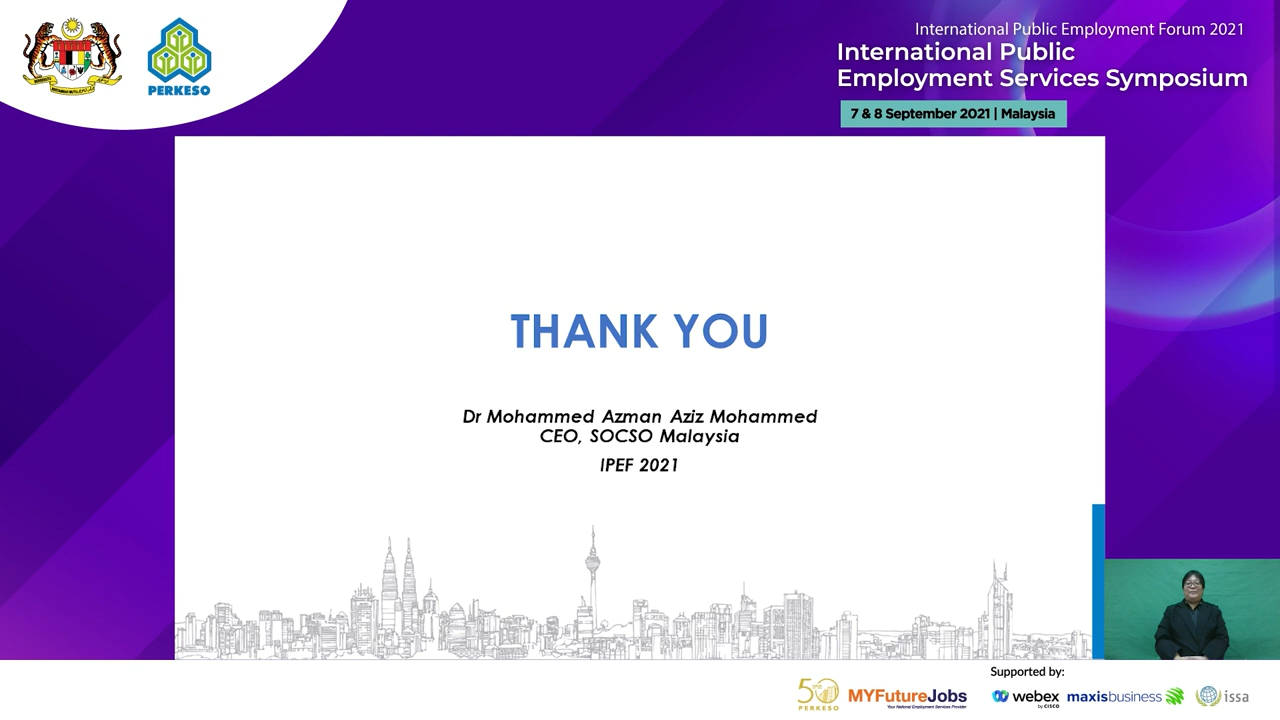 PERKESO
International Public Employment Forum 2021
International Public
Employment Services Symposium
7 & 8 September 2021 | Malaysia
THANK YOU
Dr Mohammed Azman Aziz Mohammed
CEO, SOCSO Malaysia
IPEF 2021
Supported by:
50
PERKESO
MYFutureJobs
Your National Employment Services Provider
webex
by CISCO
maxisbusiness
issa